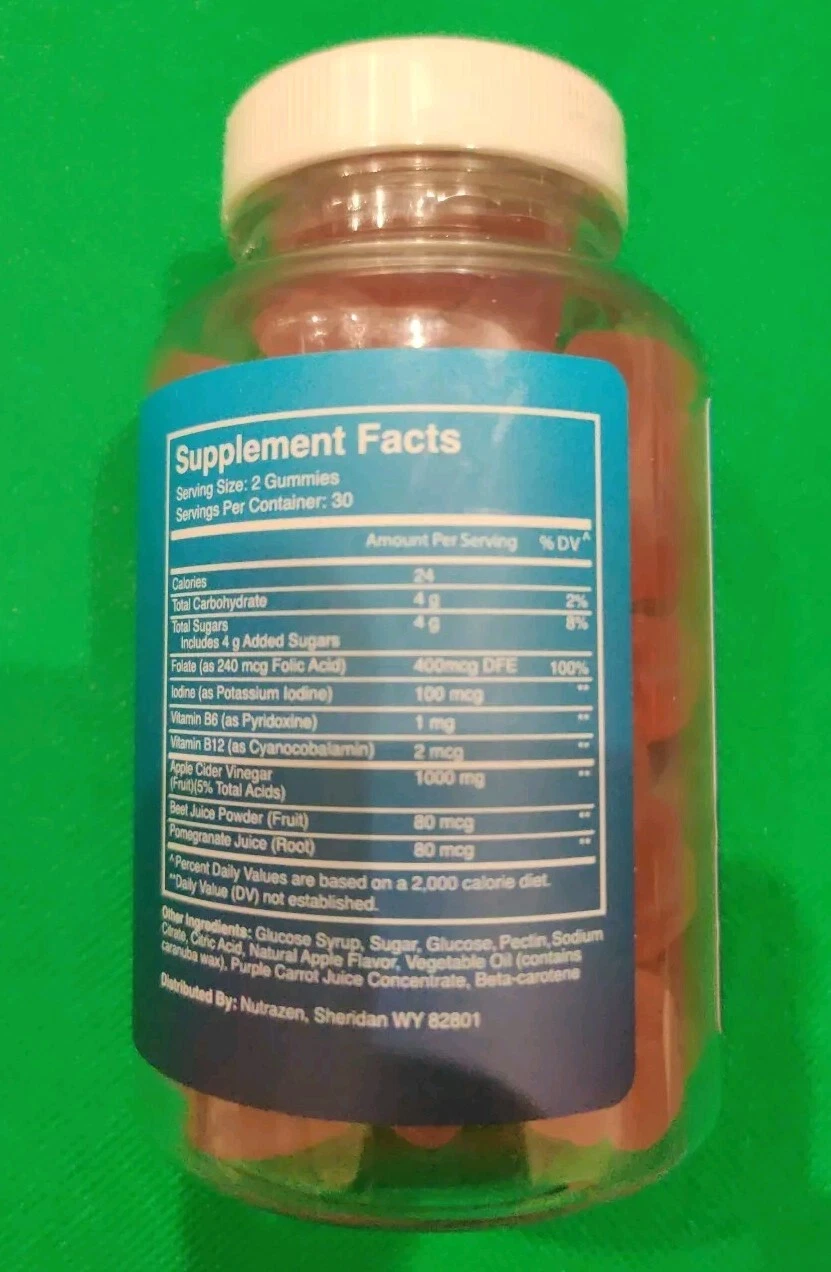 Supplement Facts
Serving Size: 2 Gummies
Servings Per Container: 30
Amount Per Serving % DV^
Calories 24
Total Carbohydrate 4 g 2%
Total Sugars 4 g 8%
Includes 4 g Added Sugars
Folate (as 240 mcg Folic Acid) 400mcg DFE 100%
Iodine (as Potassium Iodine) 100 mcg **
Vitamin B6 (as Pyridoxine) 1 mg **
Vitamin B12 (as Cyanocobalamin) 2 mcg **
Apple Cider Vinegar 1000 mg **
(Fruit)(5% Total Acids)
Beet Juice Powder (Fruit) 80 mcg **
Pomegranate Juice (Root) 80 mcg **
^Percent Daily Values are based on a 2,000 calorie diet.
**Daily Value (DV) not established.
Other Ingredients: Glucose Syrup, Sugar, Glucose, Pectin, Sodium
Citrate, Citric Acid, Natural Apple Flavor, Vegetable Oil (contains
caranuba wax), Purple Carrot Juice Concentrate, Beta-carotene
Distributed By: Nutrazen, Sheridan WY 82801